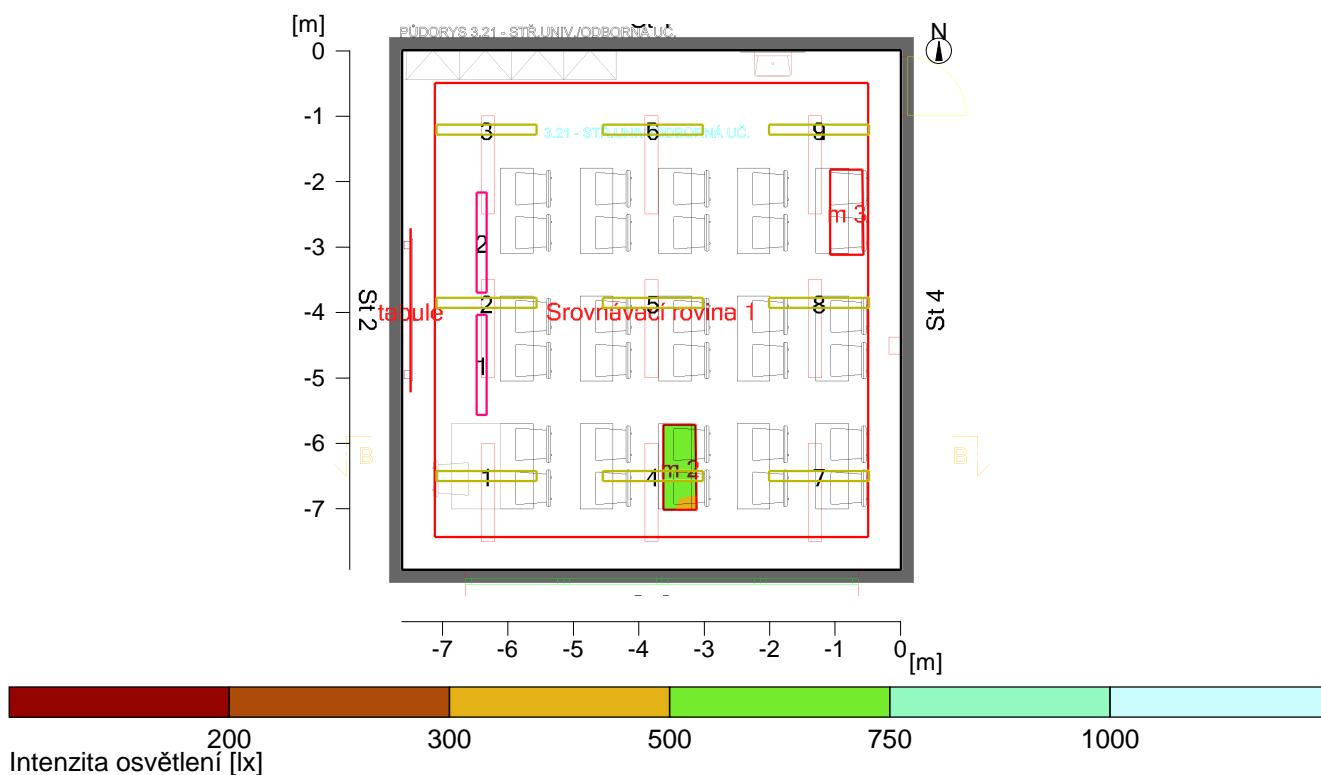 [m]
PŮDORYS 3.21 - STŘ.UNIV./ODBORNÁ UČ.
N
0
-1
3
3.21 - STŘ.UNIV./ODBORNÁ UČ.
6
9
-2
m 3
-3
2
St 2
tabule
2
Srovnávací rovina 1
5
8
St 4
-4
-5
1
-6
B
B
m 2
1
4
7
-7
-7 -6 -5 -4 -3 -2 -1 0 [m]
200 300 500 750 1000
Intenzita osvětlení [lx]